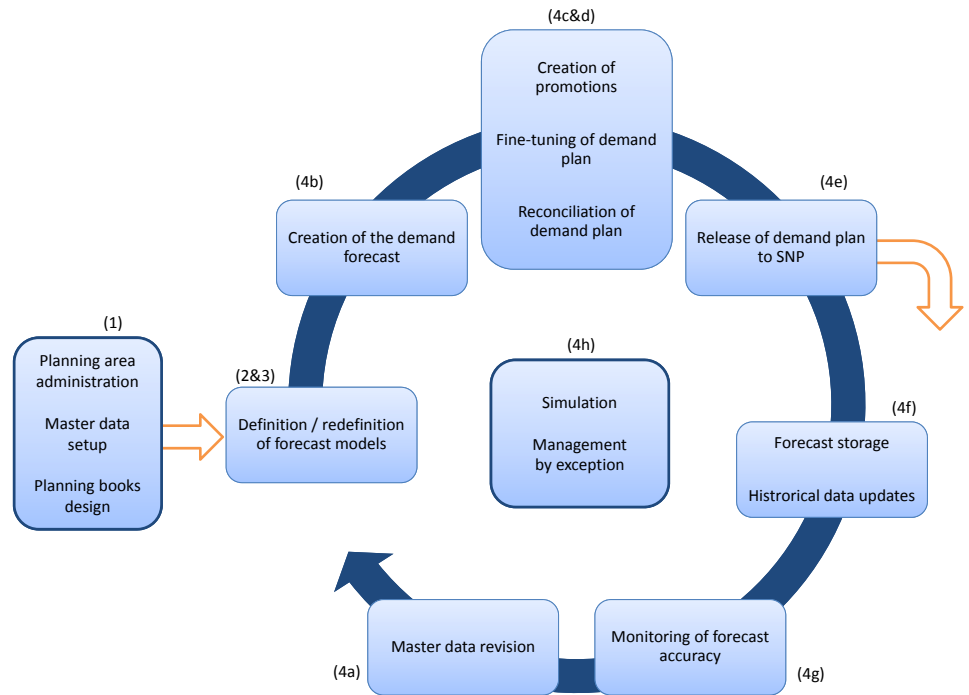 (4c&d)
Creation of
promotions
Fine-tuning of demand
plan
Reconciliation of
demand plan
(4b)
Creation of the demand
forecast
(4e)
Release of demand plan
to SNP
(1)
Planning area
administration
Master data
setup
Planning books
design
(2&3)
Definition / redefinition
of forecast models
(4h)
Simulation
Management
by exception
(4f)
Forecast storage
Histrorical data updates
(4a)
Master data revision
Monitoring of forecast
accuracy
(4g)